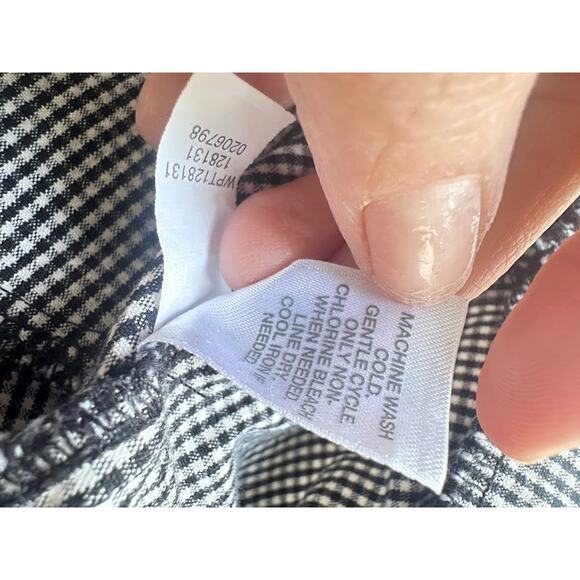 WPT128131
128131
0206798
MACHINE WASH
COLD.
GENTLE CYCLE
ONLY NON-
CHLORINE BLEACH
WHEN NEEDED
LINE DRY.
COOL IRON IF
NEEDED